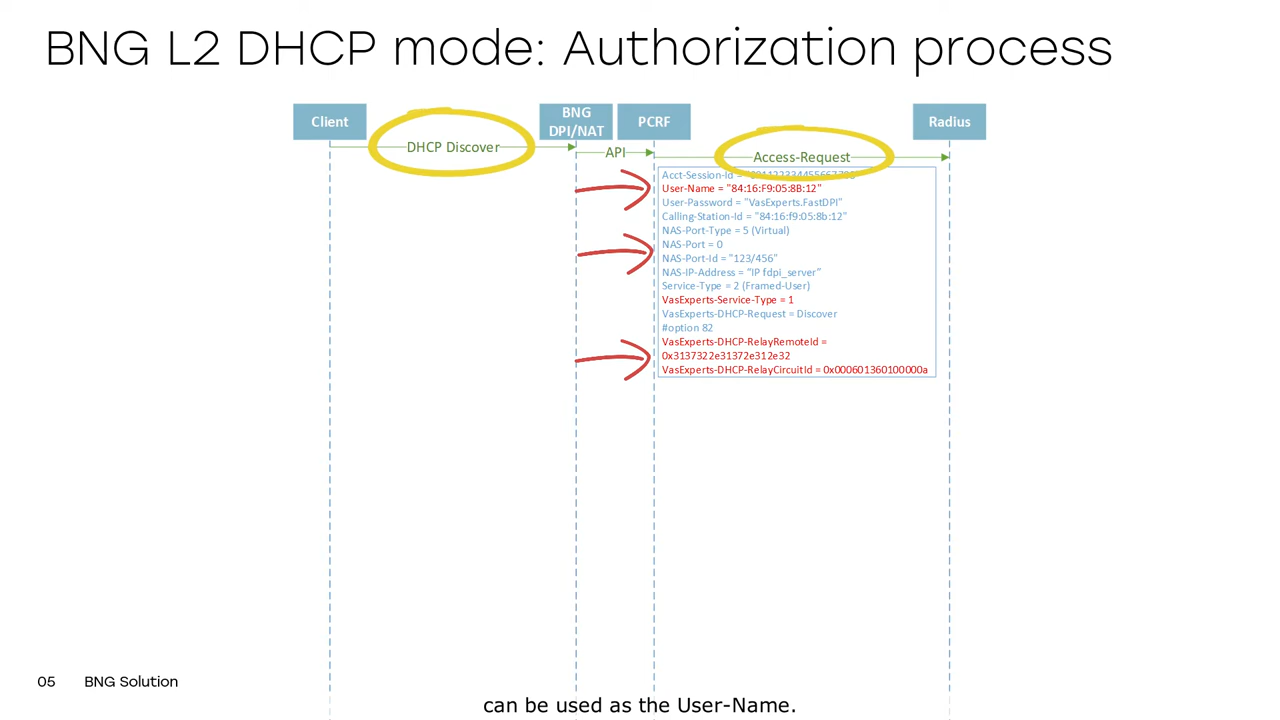 BNG L2 DHCP mode: Authorization process
Client
BNG
DPI/NAT
PCRF
Radius
DHCP Discover
API
Access-Request
Acct-Session-Id =
User-Name = "84:16:F9:05:8B:12"
User-Password = "VasExperts.FastDPI"
Calling-Station-Id = "84:16:f9:05:8b:12"
NAS-Port-Type = 5 (Virtual)
NAS-Port = 0
NAS-Port-Id = "123/456"
NAS-IP-Address = "IP fdpi_server"
Service-Type = 2 (Framed-User)
VasExperts-Service-Type = 1
VasExperts-DHCP-Request = Discover
#option 82
VasExperts-DHCP-RelayRemoteId =
0x3137322e31372e312e32
VasExperts-DHCP-RelayCircuitId = 0x000601360100000a
05 BNG Solution
can be used as the User-Name.